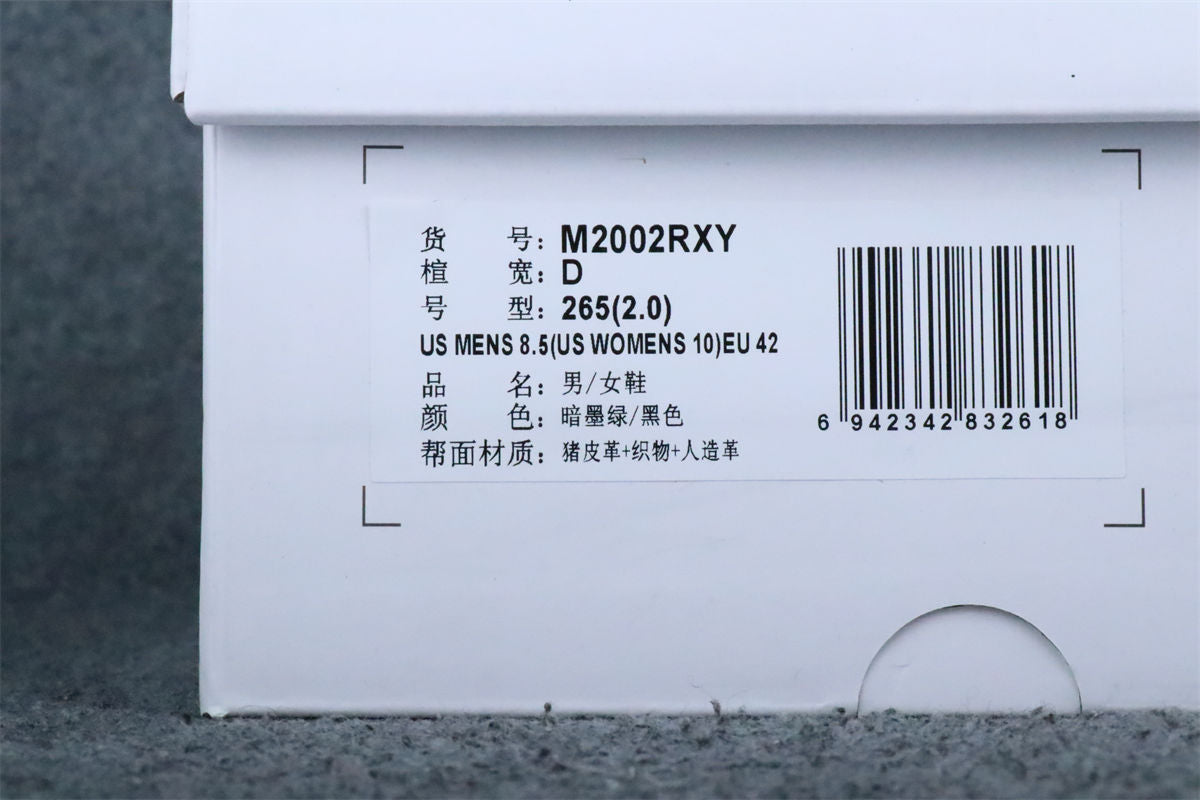 货 号：M2002RXY
楦 宽：D
号 型：265(2.0)
US MENS 8.5(US WOMENS 10)EU 42
品 名：男/女鞋
颜 色：暗墨绿/黑色
帮面材质：猪皮革+织物+人造革
6 942342 832618